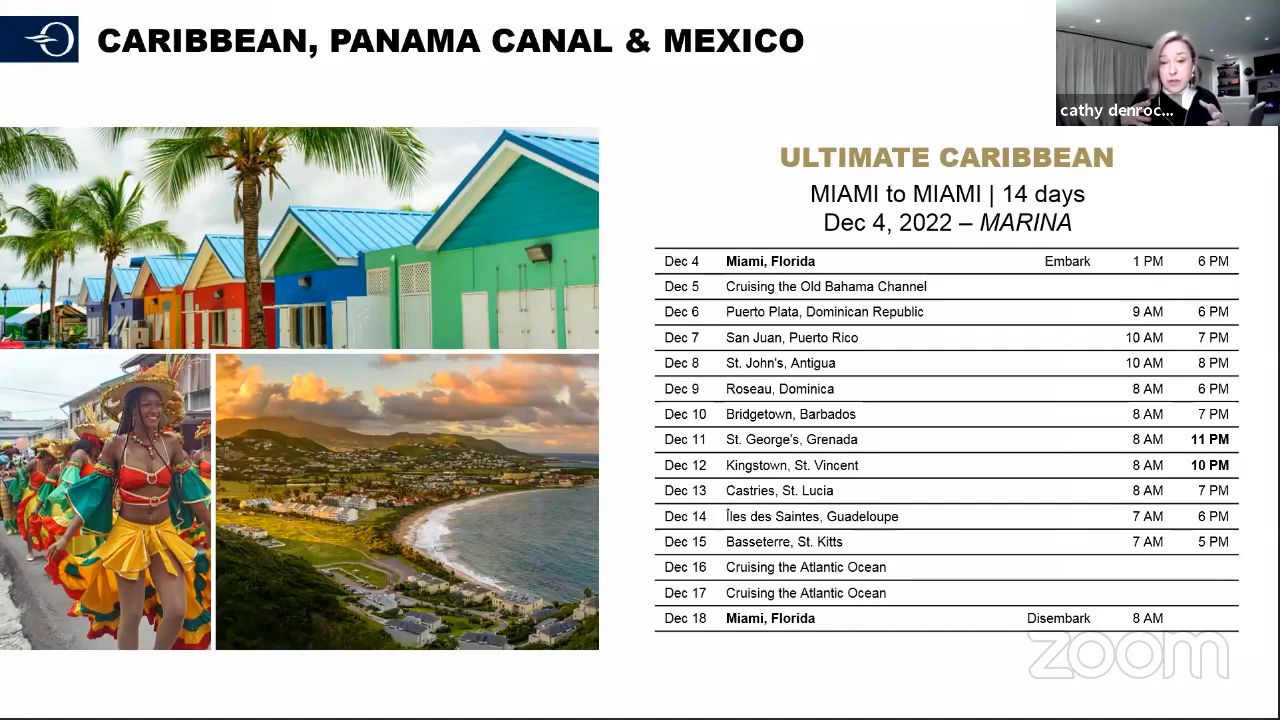 CARIBBEAN, PANAMA CANAL & MEXICO
cathy denroc...
ULTIMATE CARIBBEAN
MIAMI to MIAMI | 14 days
Dec 4, 2022 – MARINA
Dec 4 Miami, Florida Embark 1 PM 6 PM
Dec 5 Cruising the Old Bahama Channel
Dec 6 Puerto Plata, Dominican Republic 9 AM 6 PM
Dec 7 San Juan, Puerto Rico 10 AM 7 PM
Dec 8 St. John's, Antigua 10 AM 8 PM
Dec 9 Roseau, Dominica 8 AM 6 PM
Dec 10 Bridgetown, Barbados 8 AM 7 PM
Dec 11 St. George's, Grenada 8 AM 11 PM
Dec 12 Kingstown, St. Vincent 8 AM 10 PM
Dec 13 Castries, St. Lucia 8 AM 7 PM
Dec 14 Îles des Saintes, Guadeloupe 7 AM 6 PM
Dec 15 Basseterre, St. Kitts 7 AM 5 PM
Dec 16 Cruising the Atlantic Ocean
Dec 17 Cruising the Atlantic Ocean
Dec 18 Miami, Florida Disembark 8 AM
zoom